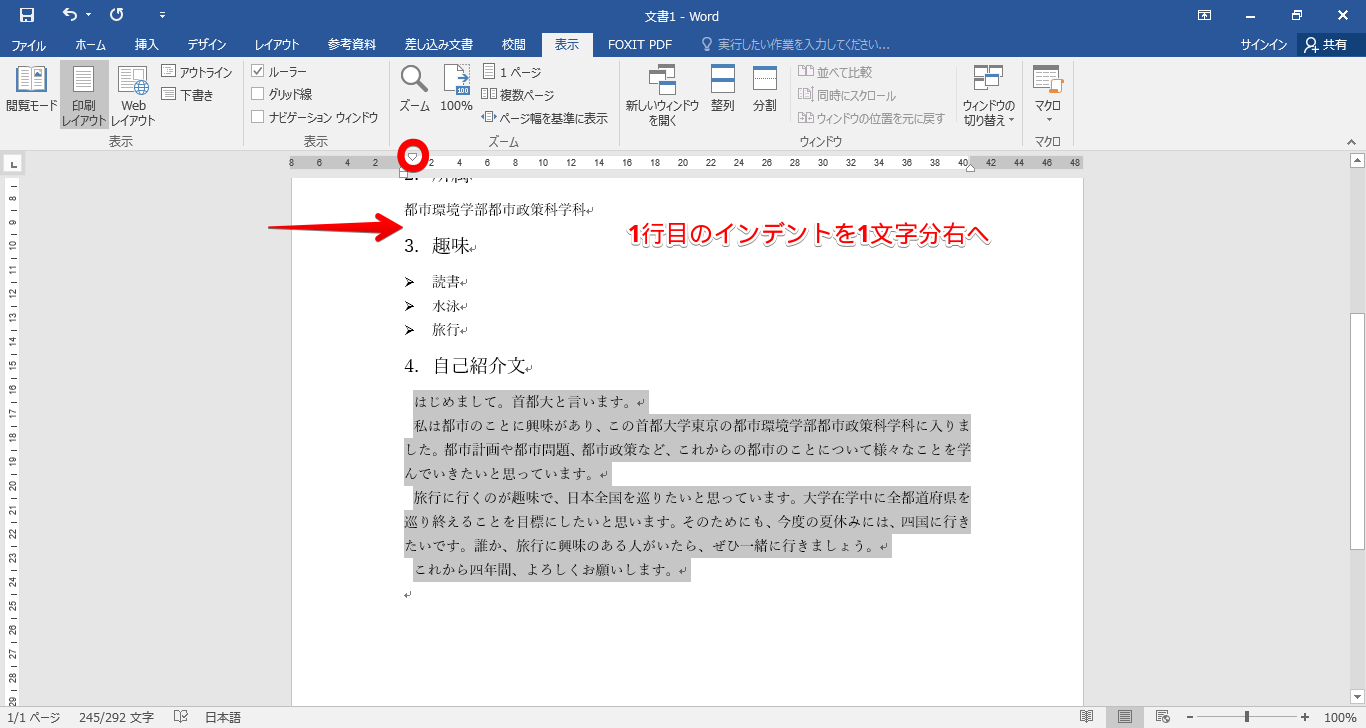 文書1 - Word
ファイル ホーム 挿入 デザイン レイアウト 参考資料 差し込み文書 校閲 表示 FOXIT PDF 実行したい作業を入力してください... サインイン 共有
閲覧モード
印刷
レイアウト
Web
レイアウト
アウトライン
下書き
表示
ルーラー
グリッド線
ナビゲーション ウィンドウ
表示
ズーム
100
100%
1 ページ
複数ページ
ページ幅を基準に表示
ズーム
新しいウィンドウ
を開く
整列
分割
並べて比較
同時にスクロール
ウィンドウの位置を元に戻す
ウィンドウの
切り替え
ウィンドウ
マクロ
マクロ
8 6 4 2 2 4 6 8 10 12 14 16 18 20 22 24 26 28 30 32 34 36 38 40 42 44 46 48
8
9
10
11
12
13
14
15
16
17
18
19
20
21
22
23
24
25
26
27
28
29
都市環境学部都市政策科学科
1行目のインデントを1文字分右へ
3. 趣味
読書
水泳
旅行
4. 自己紹介文
はじめまして。首都大と言います。
私は都市のことに興味があり、この首都大学東京の都市環境学部都市政策科学科に入りま
した。都市計画や都市問題、都市政策など、これからの都市のことについて様々なことを学
んでいきたいと思っています。
旅行に行くのが趣味で、日本全国を巡りたいと思っています。大学在学中に全都道府県を
巡り終えることを目標にしたいと思います。そのためにも、今度の夏休みには、四国に行き
たいです。誰か、旅行に興味のある人がいたら、ぜひ一緒に行きましょう。
これから四年間、よろしくお願いします。
1/1 ページ 245/292 文字 日本語 100%